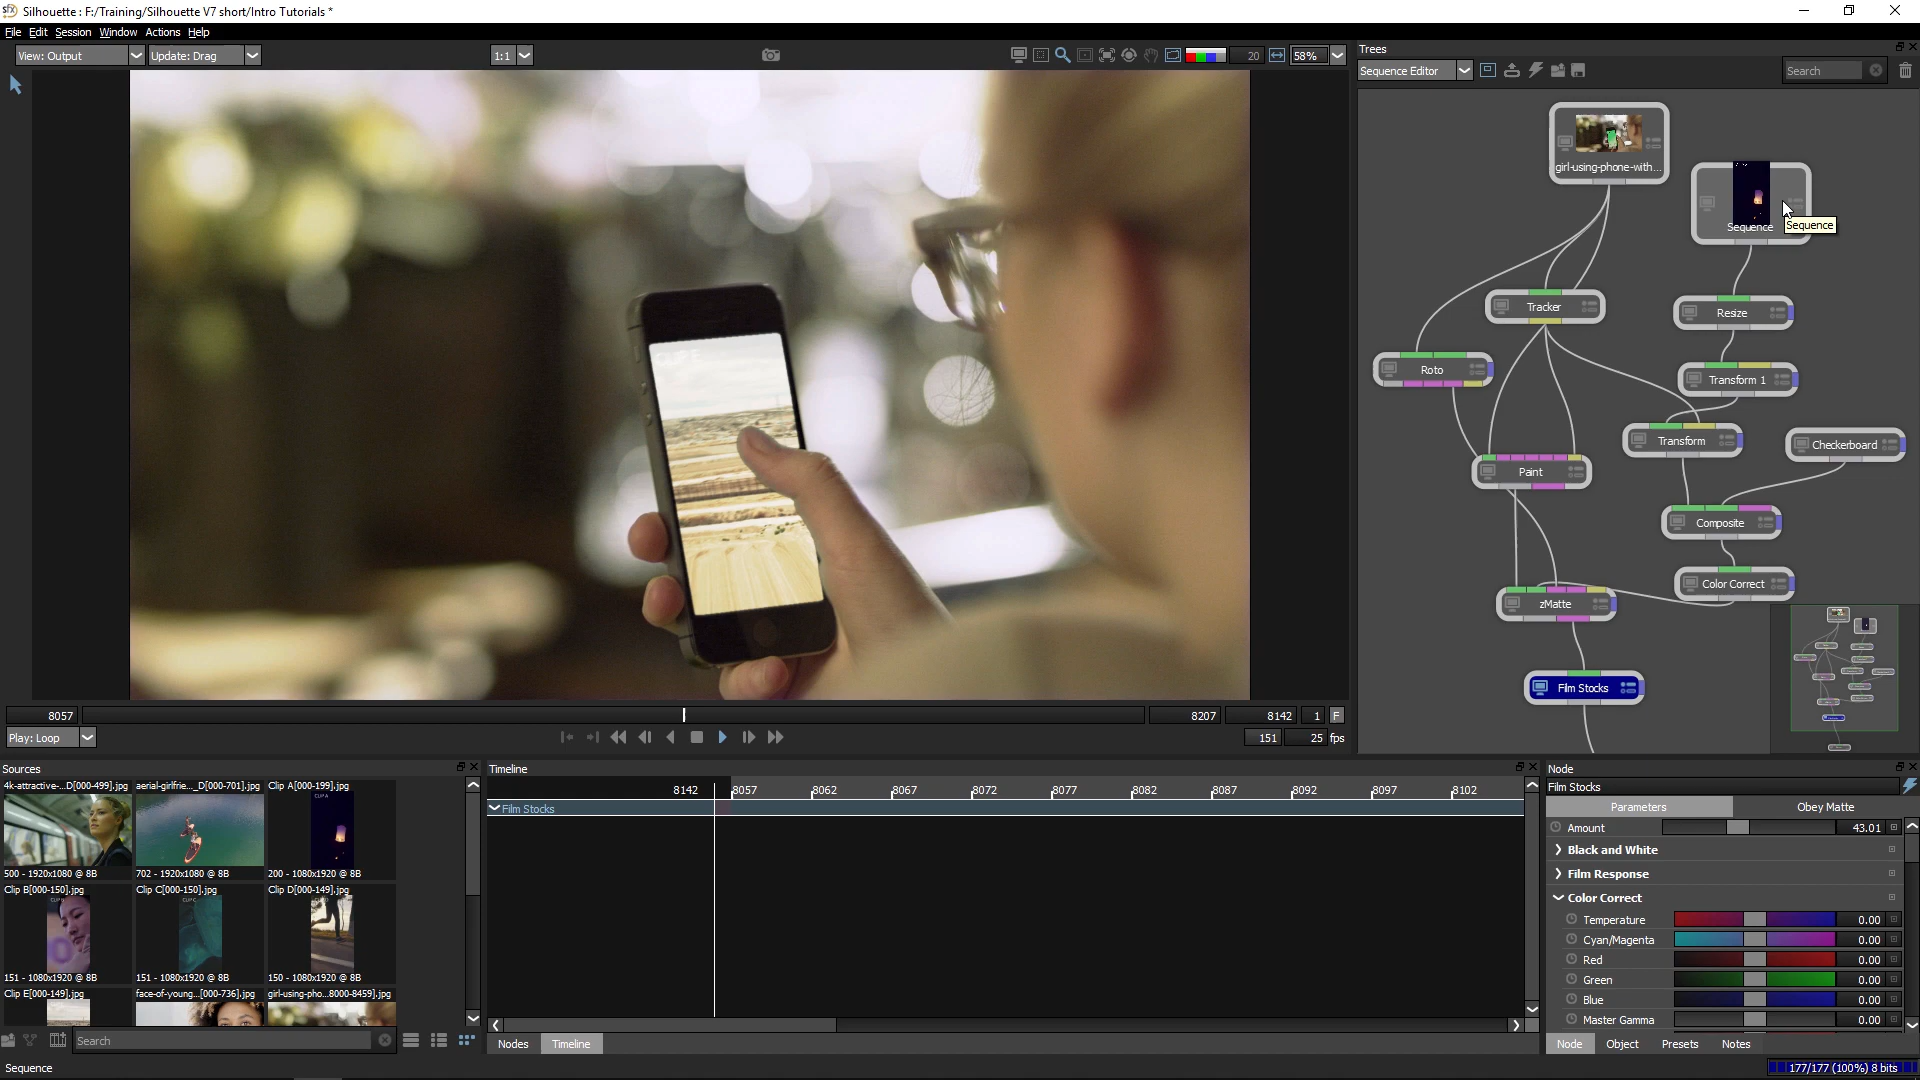 Silhouette : F:/Training/Silhouette V7 short/Intro Tutorials *
File Edit Session Window Actions Help
View: Output
Update: Drag
1:1
20
58%
Trees
Sequence Editor
Search
girl-using-phone-with...
Sequence
Sequence
Tracker
Resize
Roto
Transform 1
Transform
Checkerboard
Paint
Composite
Color Correct
zMatte
Film Stocks
8057
8207
8142
1
F
Play: Loop
151
25 fps
Sources
4k-attractive-...D[000-499].jpg
aerial-girlfrie..._D[000-701].jpg
Clip A[000-199].jpg
CLIP A
500 - 1920x1080 @ 8B
702 - 1920x1080 @ 8B
200 - 1080x1920 @ 8B
Clip B[000-150].jpg
Clip C[000-150].jpg
Clip D[000-149].jpg
151 - 1080x1920 @ 8B
151 - 1080x1920 @ 8B
150 - 1080x1920 @ 8B
Clip E[000-149].jpg
face-of-young...[000-736].jpg
girl-using-pho...8000-8459].jpg
Search
Timeline
8142 8057 8062 8067 8072 8077 8082 8087 8092 8097 8102
Film Stocks
Nodes
Timeline
Node
Film Stocks
Parameters
Obey Matte
Amount 43.01
Black and White
Film Response
Color Correct
Temperature 0.00
Cyan/Magenta 0.00
Red 0.00
Green 0.00
Blue 0.00
Master Gamma 0.00
Node Object Presets Notes
Sequence
177/177 (100%) 8 bits